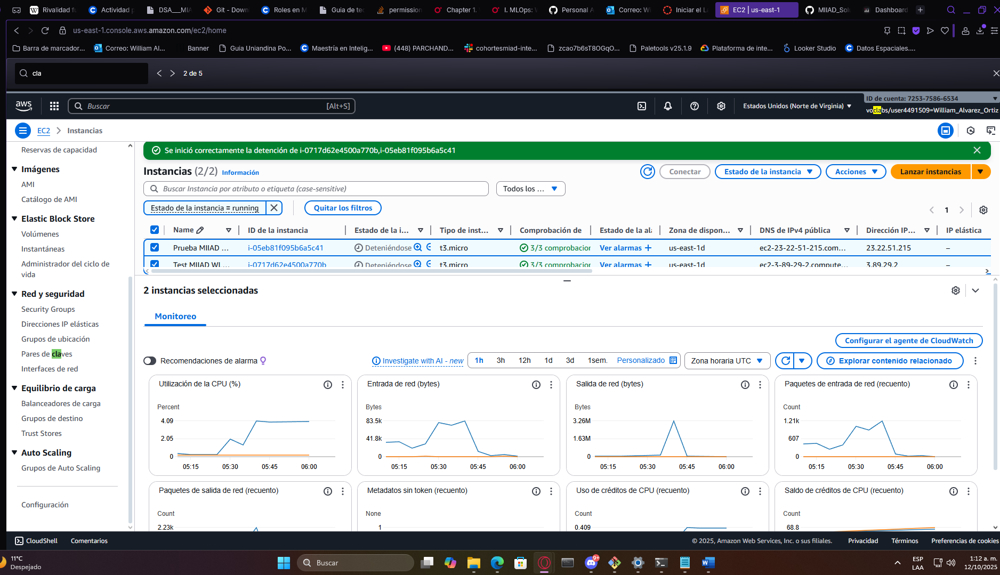 Rivalidad fu
Actividad p
DSA___MIA
Git - Down
Roles en M
Guia de tec
permission
Chapter 1.
I. MLOps:
Personal A
Correo: Wi
Iniciar el La
EC2 | us-east-1
MIIAD_Sol
Dashboard
us-east-1.console.aws.amazon.com/ec2/home
Barra de marcador...
Correo: William Al...
Banner
Guia Uniandina Po...
Maestría en Intelig...
(448) PARCHAND...
cohortesmiad-inte...
zcao7b6sT8OGqO...
Paletools v25.1.9
Plataforma de inte...
Looker Studio
Datos Espaciales....
cla
2 de 5
aws
Buscar
[Alt+S]
Estados Unidos (Norte de Virginia)
ID de cuenta: 7253-7586-6534
voclabs/user4491509=William_Alvarez_Ortiz
EC2
Instancias
Reservas de capacidad
Imágenes
AMI
Catálogo de AMI
Elastic Block Store
Volúmenes
Instantáneas
Administrador del ciclo de
vida
Red y seguridad
Security Groups
Direcciones IP elásticas
Grupos de ubicación
Pares de claves
Interfaces de red
Equilibrio de carga
Balanceadores de carga
Grupos de destino
Trust Stores
Auto Scaling
Grupos de Auto Scaling
Configuración
Se inició correctamente la detención de i-0717d62e4500a770b,i-05eb81f095b6a5c41
Instancias (2/2) Información
Conectar
Estado de la instancia
Acciones
Lanzar instancias
Buscar Instancia por atributo o etiqueta (case-sensitive)
Todos los ...
Estado de la instancia = running
Quitar los filtros
1
Name
ID de la instancia
Estado de la i...
Tipo de inst...
Comprobación de
Estado de la ala
Zona de dispon...
DNS de IPv4 pública
Dirección IP...
IP elástica
Prueba MIIAD ...
i-05eb81f095b6a5c41
Deteniéndose
t3.micro
3/3 comprobacior
Ver alarmas +
us-east-1d
ec2-23-22-51-215.com...
23.22.51.215
–
Test MIIAD WI...
i-0717d62e4500a770b
Deteniéndose
t3.micro
3/3 comprobacior
Ver alarmas +
us-east-1d
ec2-3-89-29-2.compute...
3.89.29.2
–
2 instancias seleccionadas
Monitoreo
Configurar el agente de CloudWatch
Recomendaciones de alarma
Investigate with AI - new
1h
3h
12h
1d
3d
1sem.
Personalizado
Zona horaria UTC
Explorar contenido relacionado
Utilización de la CPU (%)
Percent
4.09
2.05
0
05:15
05:30
05:45
06:00
Entrada de red (bytes)
Bytes
83.5k
41.8k
0
05:15
05:30
05:45
06:00
Salida de red (bytes)
Bytes
3.26M
1.63M
0
05:15
05:30
05:45
06:00
Paquetes de entrada de red (recuento)
Count
1.21k
607
0
05:15
05:30
05:45
06:00
Paquetes de salida de red (recuento)
Count
2.23k
Metadatos sin token (recuento)
None
1
Uso de créditos de CPU (recuento)
Count
0.409
Saldo de créditos de CPU (recuento)
Count
68.8
CloudShell
Comentarios
© 2025, Amazon Web Services, Inc. o sus filiales.
Privacidad
Términos
Preferencias de cookies
11°C
Despejado
Buscar
9+
ESP
LAA
1:12 a. m.
12/10/2025